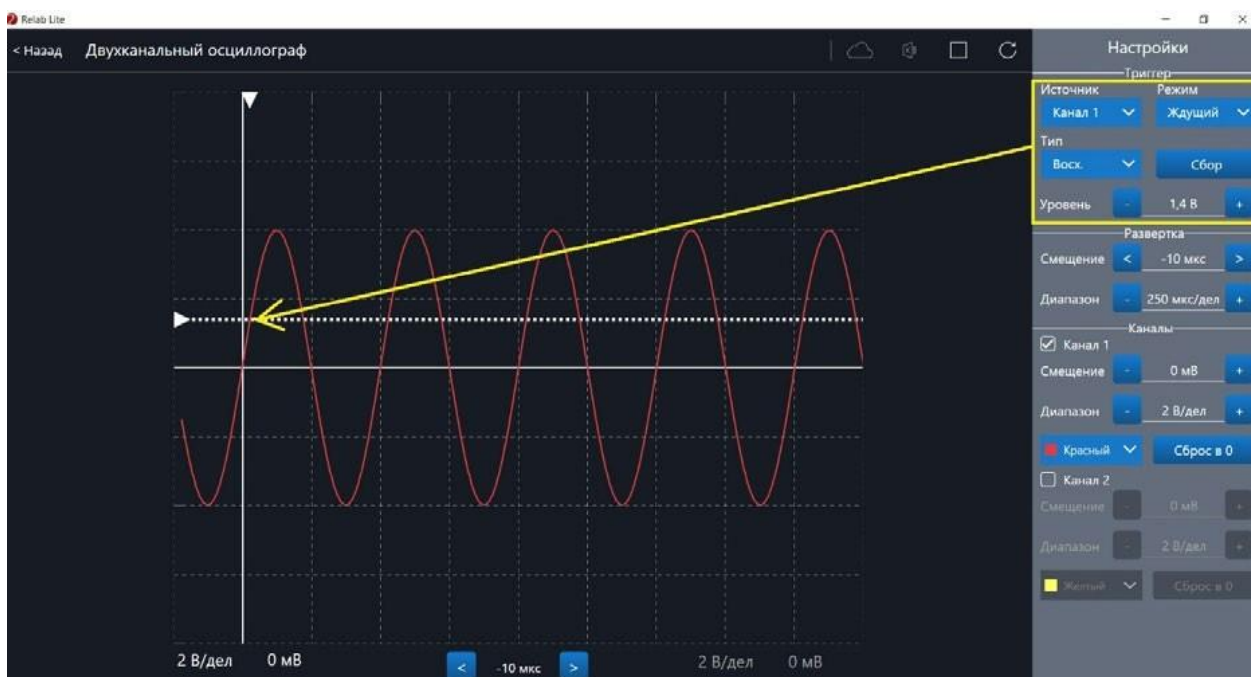 Relab Lite
< Назад Двухканальный осциллограф
Настройки
Триггер
Источник Режим
Канал 1 Ждущий
Тип
Восх. Сбор
Уровень - 1,4 В +
Развертка
Смещение < -10 мкс >
Диапазон - 250 мкс/дел +
Каналы
Канал 1
Смещение - 0 мВ +
Диапазон - 2 В/дел +
Красный Сброс в 0
Канал 2
Смещение - 0 мВ +
Диапазон - 2 В/дел +
Желтый Сброс в 0
2 В/дел 0 мВ < -10 мкс > 2 В/дел 0 мВ